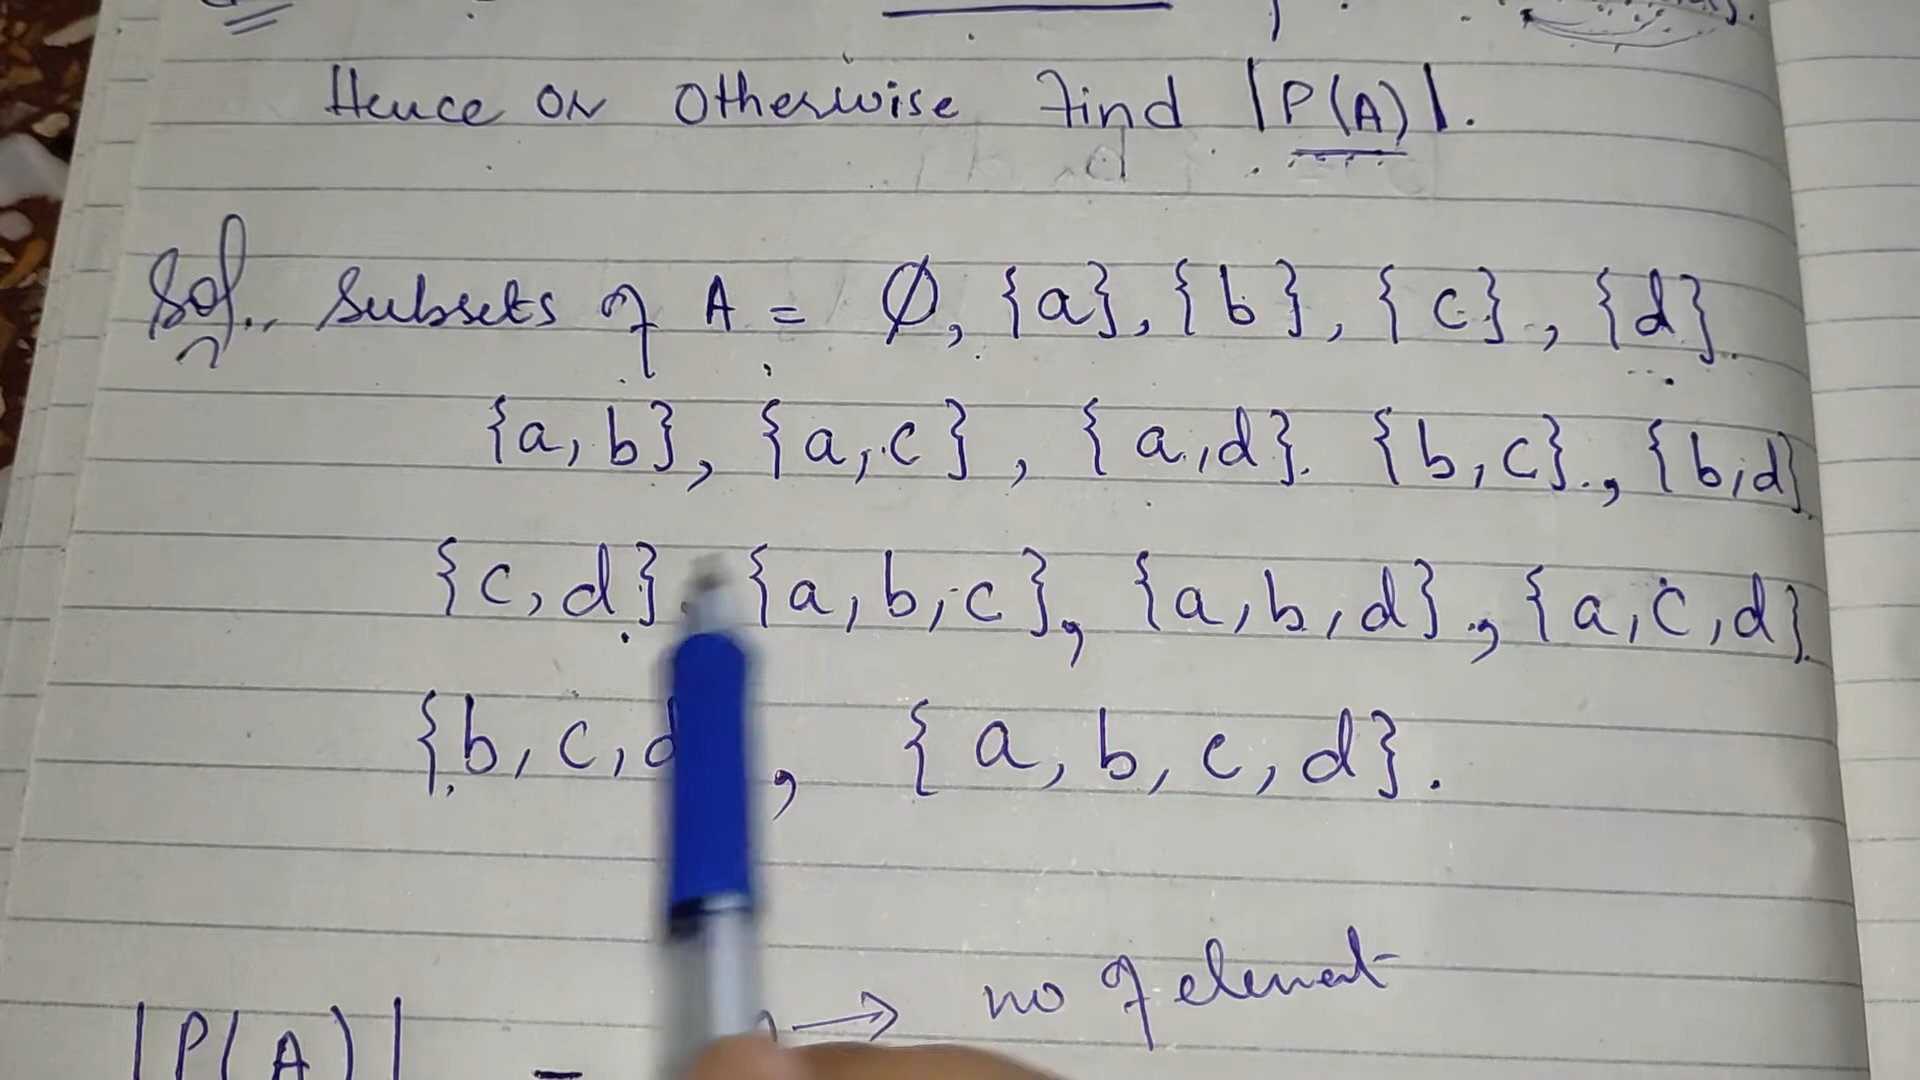 Hence or Otherwise find |P(A)|.
Sol. Subsets of A = Ø, {a}, {b}, {c}, {d}
{a, b}, {a, c}, {a, d}. {b, c}, {b, d}
{c, d} {a, b, c}, {a, b, d}, {a, c, d}
{b, c, d , {a, b, c, d}.
→ no of element
|P(A)| =